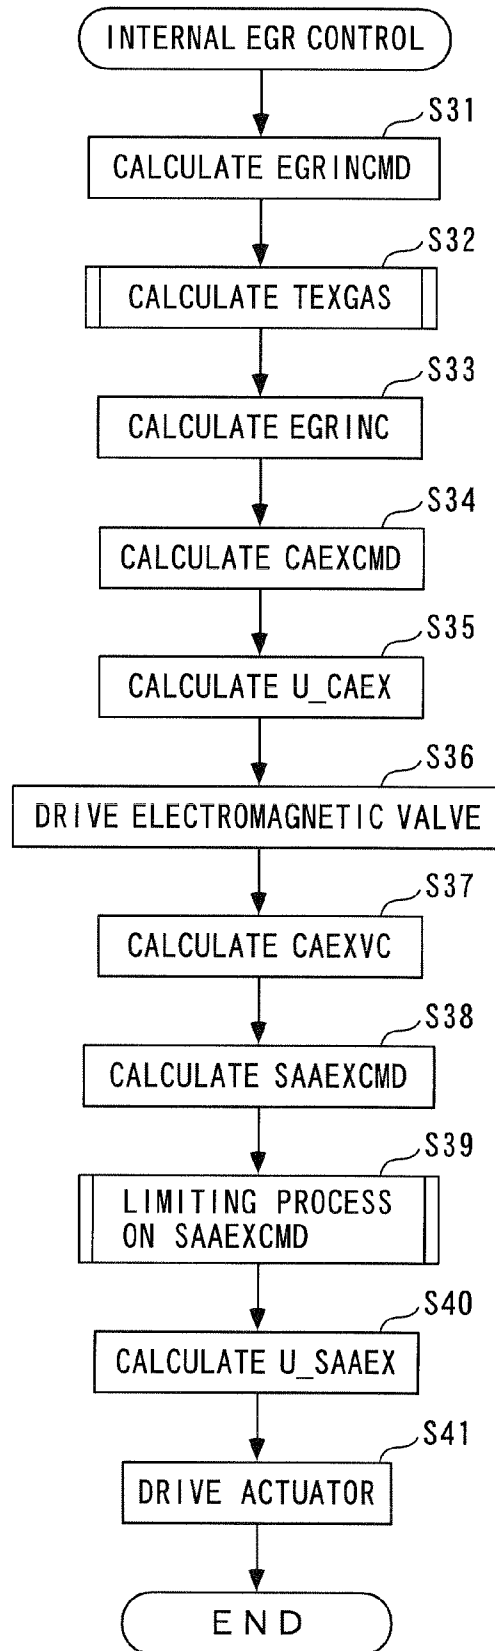 INTERNAL EGR CONTROL
S31
CALCULATE EGRINCMD
S32
CALCULATE TEXGAS
S33
CALCULATE EGRINC
S34
CALCULATE CAEXCMD
S35
CALCULATE U_CAEX
S36
DRIVE ELECTROMAGNETIC VALVE
S37
CALCULATE CAEXVC
S38
CALCULATE SAAEXCMD
S39
LIMITING PROCESS
ON SAAEXCMD
S40
CALCULATE U_SAAEX
S41
DRIVE ACTUATOR
END